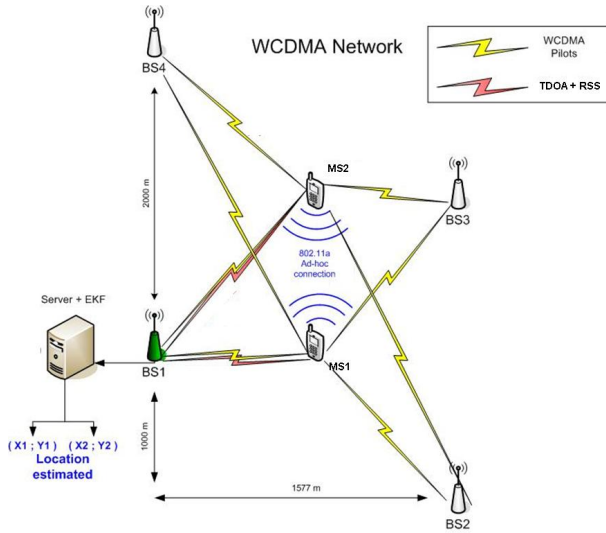 WCDMA Network
WCDMA
Pilots
TDOA + RSS
BS4
MS2
2000 m
BS3
802.11a
Ad-hoc
connection
Server + EKF
BS1
MS1
( X1 ; Y1 ) ( X2 ; Y2 )
Location
estimated
1000 m
1577 m
BS2